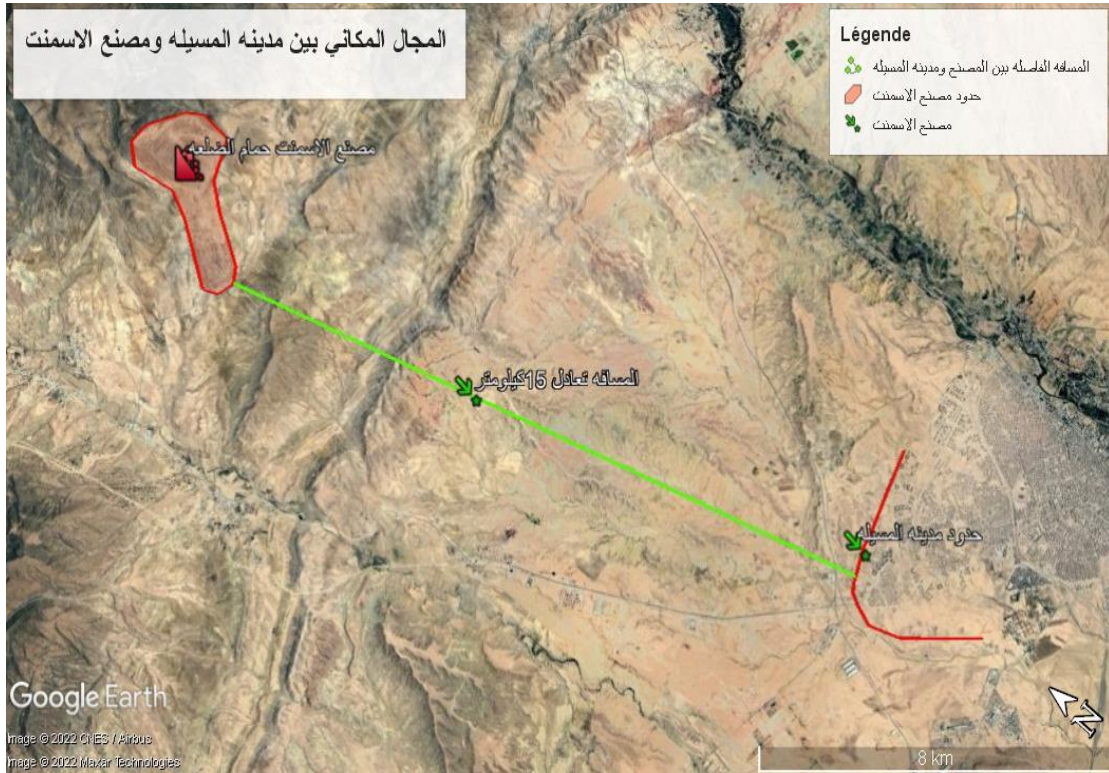 المجال المكاني بين مدينه المسيله ومصنع الاسمنت
Légende
المسافه الفاصله بين المصنع ومدينه المسيله
حدود مصنع الاسمنت
مصنع الاسمنت
مصنع الاسمنت حمام الضلعه
المسافه تعادل 15كيلومتر
حدود مدينه المسيله
Google Earth
Image © 2022 CNES / Airbus
Image © 2022 Maxar Technologies
N
8 km